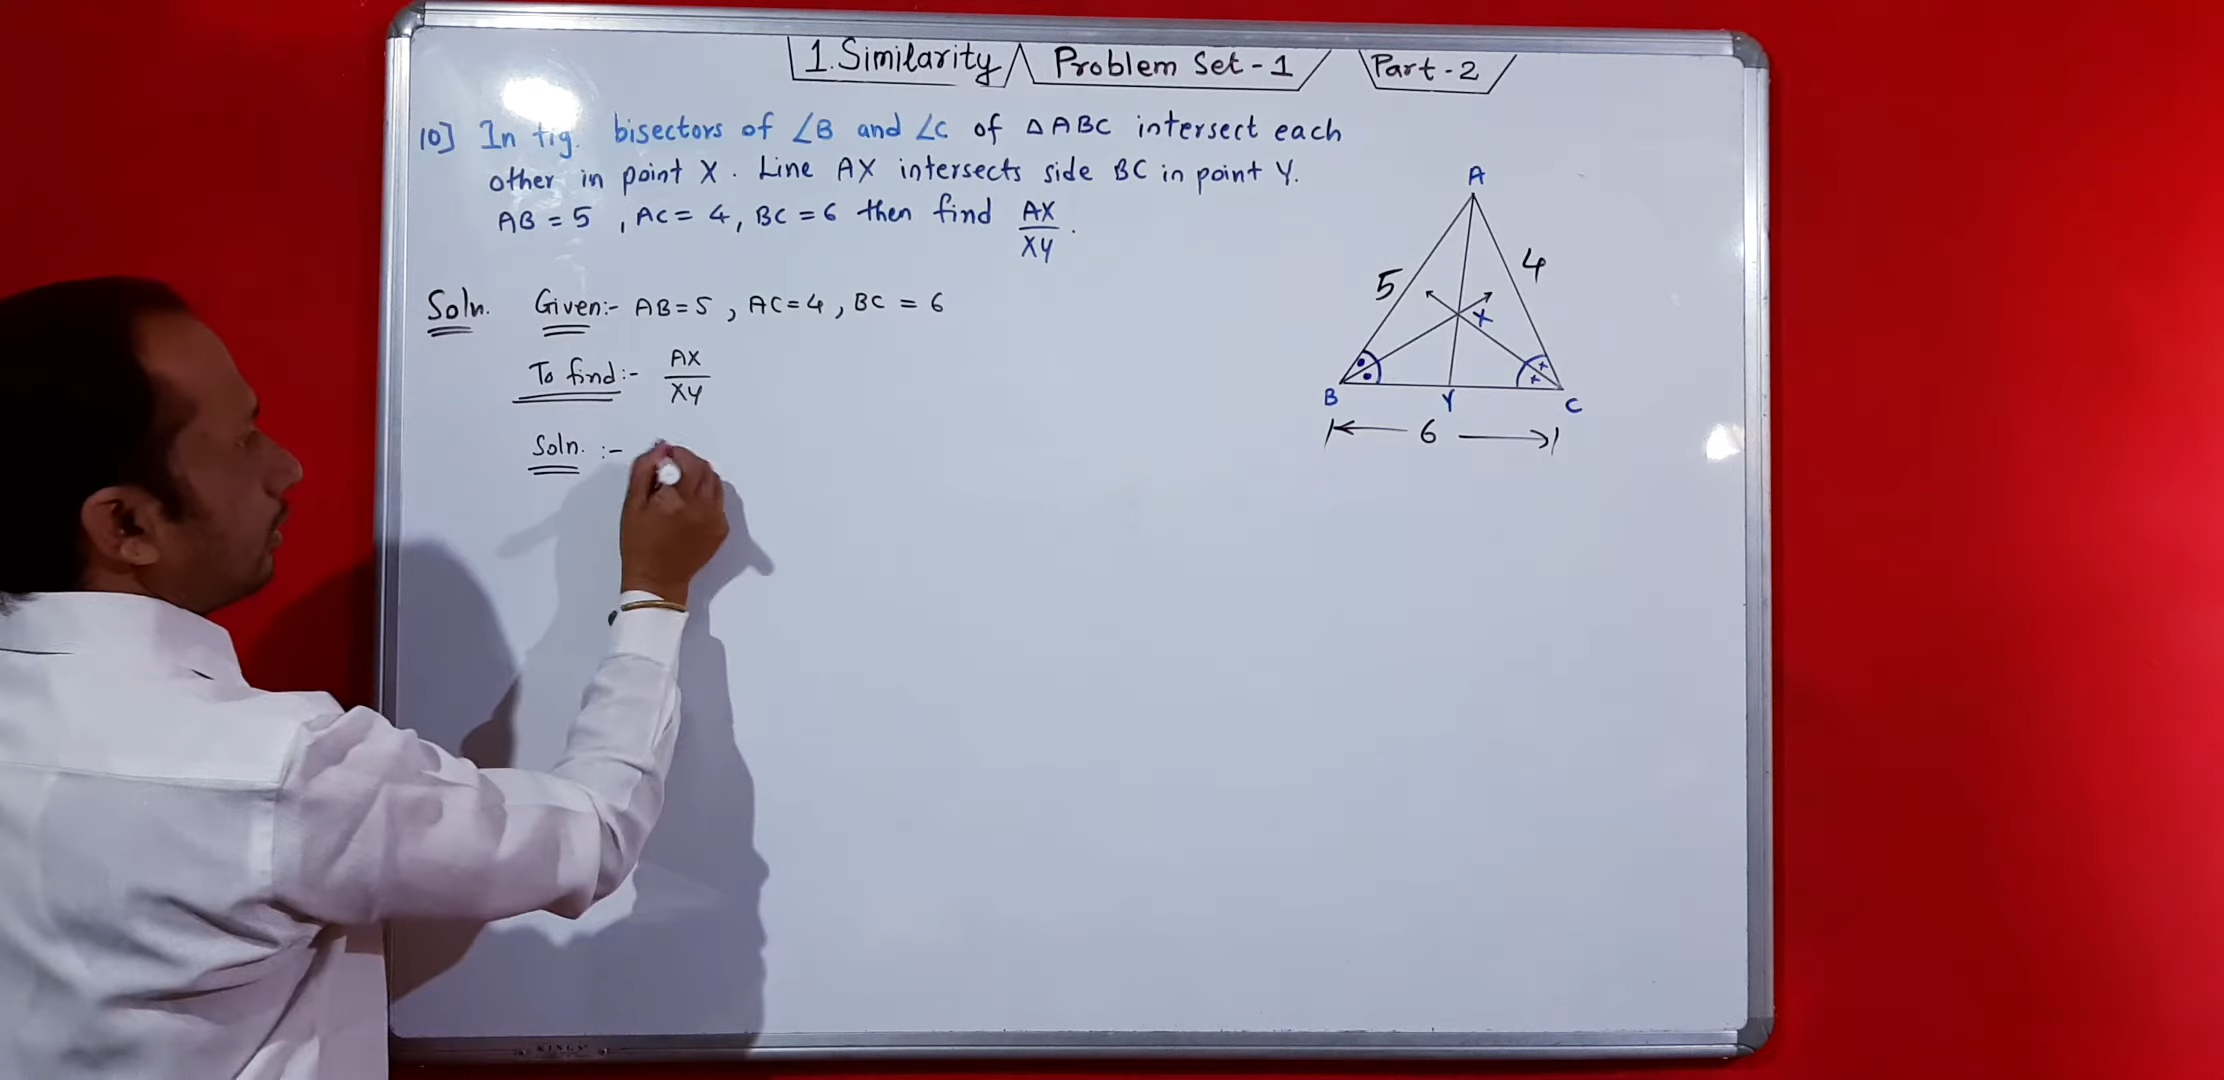 1. Similarity Problem Set - 1 Part - 2
10] In fig. bisectors of ∠B and ∠C of △ABC intersect each
other in point X. Line AX intersects side BC in point Y.
AB = 5 , AC = 4, BC = 6 then find AX/XY .
Soln. Given:- AB = 5 , AC = 4 , BC = 6
To find:- AX/XY
Soln. :-
A
5
4
X
B
Y
C
6
KINGS